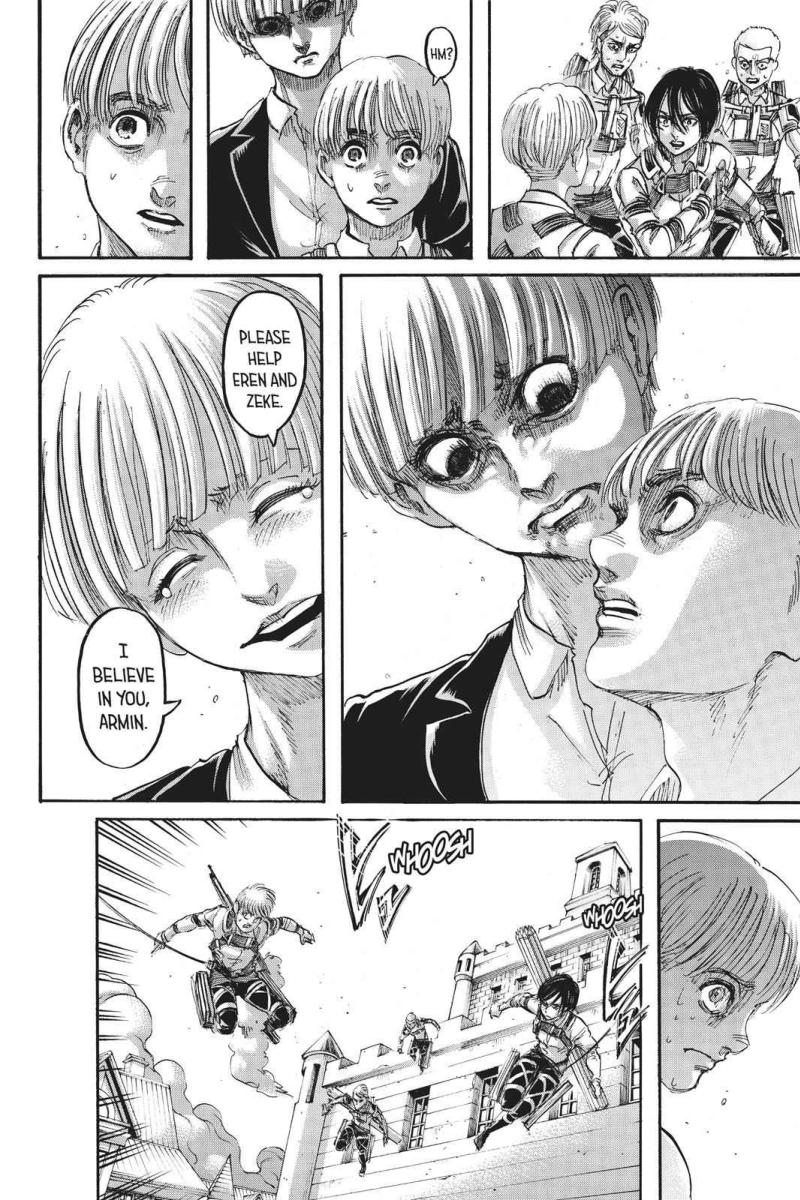 HM?
PLEASE
HELP
EREN AND
ZEKE.
I
BELIEVE
IN YOU,
ARMIN.
WHOOSH
WHOOSH